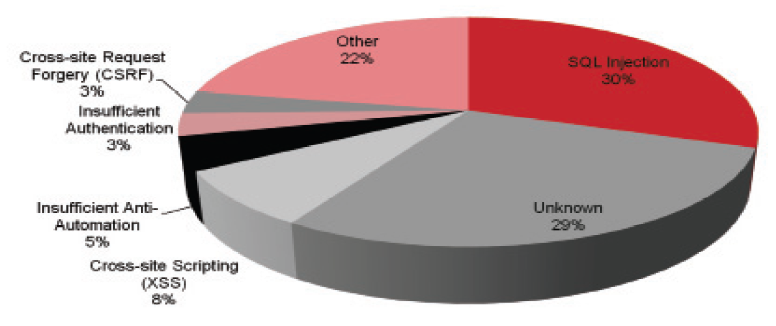 Other
22%
SQL Injection
30%
Cross-site Request
Forgery (CSRF)
3%
Insufficient
Authentication
3%
Insufficient Anti-
Automation
5%
Cross-site Scripting
(XSS)
8%
Unknown
29%